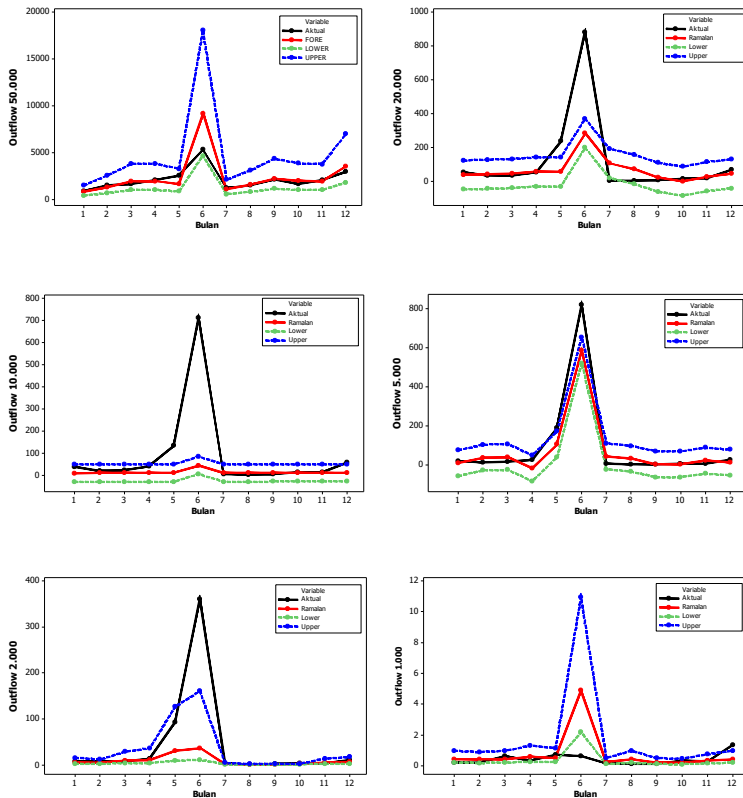 Outflow 50.000
20000
15000
10000
5000
0
Variable
Aktual
FORE
LOWER
UPPER
1 2 3 4 5 6 7 8 9 10 11 12
Bulan
Outflow 20.000
1000
800
600
400
200
0
Variable
Aktual
Ramalan
Lower
Upper
1 2 3 4 5 6 7 8 9 10 11 12
Bulan
Outflow 10.000
800
700
600
500
400
300
200
100
0
Variable
Aktual
Ramalan
Lower
Upper
1 2 3 4 5 6 7 8 9 10 11 12
Bulan
Outflow 5.000
800
600
400
200
0
Variable
Aktual
Ramalan
Lower
Upper
1 2 3 4 5 6 7 8 9 10 11 12
Bulan
Outflow 2.000
400
300
200
100
0
Variable
Aktual
Ramalan
Lower
Upper
1 2 3 4 5 6 7 8 9 10 11 12
Bulan
Outflow 1.000
12
10
8
6
4
2
0
Variable
Aktual
Ramalan
Lower
Upper
1 2 3 4 5 6 7 8 9 10 11 12
Bulan